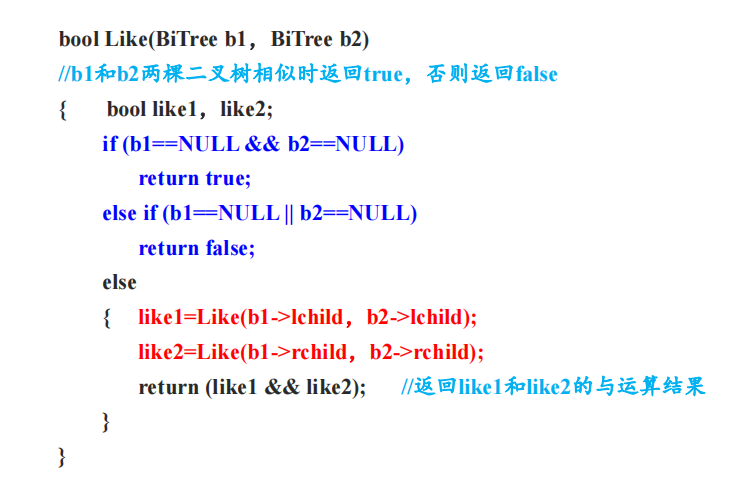 bool Like(BiTree b1，BiTree b2)
//b1和b2两棵二叉树相似时返回true，否则返回false
{ bool like1，like2;
if (b1==NULL && b2==NULL)
return true;
else if (b1==NULL || b2==NULL)
return false;
else
{ like1=Like(b1->lchild，b2->lchild);
like2=Like(b1->rchild，b2->rchild);
return (like1 && like2); //返回like1和like2的与运算结果
}
}